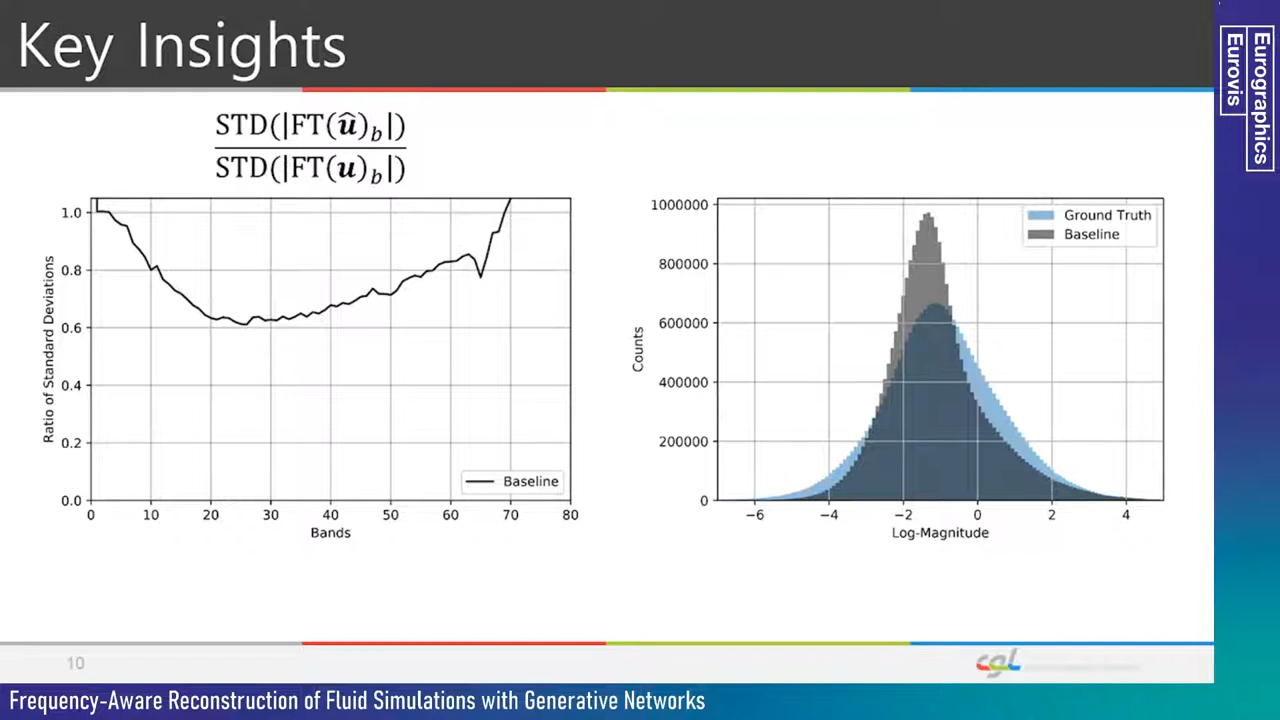 Key Insights
STD(|FT(û)_b|)
STD(|FT(u)_b|)
1.0
0.8
0.6
0.4
0.2
0.0
Ratio of Standard Deviations
0 10 20 30 40 50 60 70 80
Bands
Baseline
1000000
800000
600000
400000
200000
0
Counts
−6 −4 −2 0 2 4
Log-Magnitude
Ground Truth
Baseline
10
cgl
Eurographics
Eurovis
Frequency-Aware Reconstruction of Fluid Simulations with Generative Networks